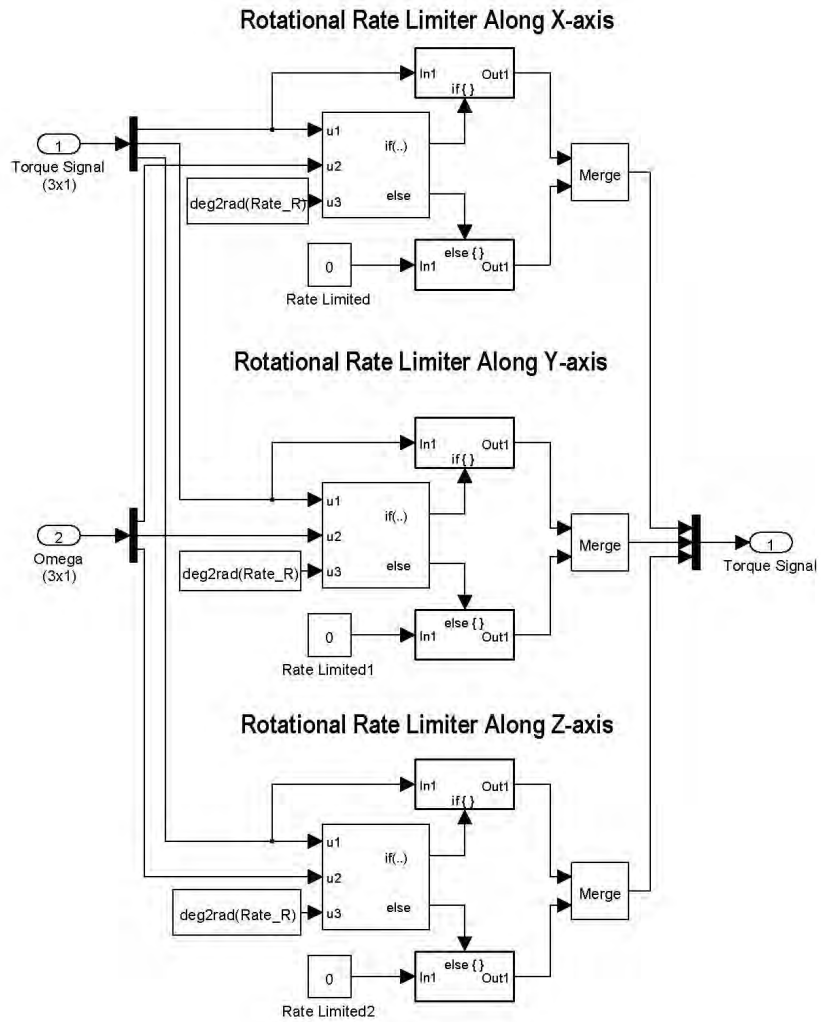 Rotational Rate Limiter Along X-axis
In1
Out1
if { }
1
Torque Signal
(3x1)
u1
if(..)
u2
else
deg2rad(Rate_R)
u3
Merge
0
In1
else { }
Out1
Rate Limited
Rotational Rate Limiter Along Y-axis
In1
Out1
if { }
u1
if(..)
2
Omega
(3x1)
u2
else
deg2rad(Rate_R)
u3
Merge
1
Torque Signal
0
In1
else { }
Out1
Rate Limited1
Rotational Rate Limiter Along Z-axis
In1
Out1
if { }
u1
if(..)
u2
else
deg2rad(Rate_R)
u3
Merge
0
In1
else { }
Out1
Rate Limited2